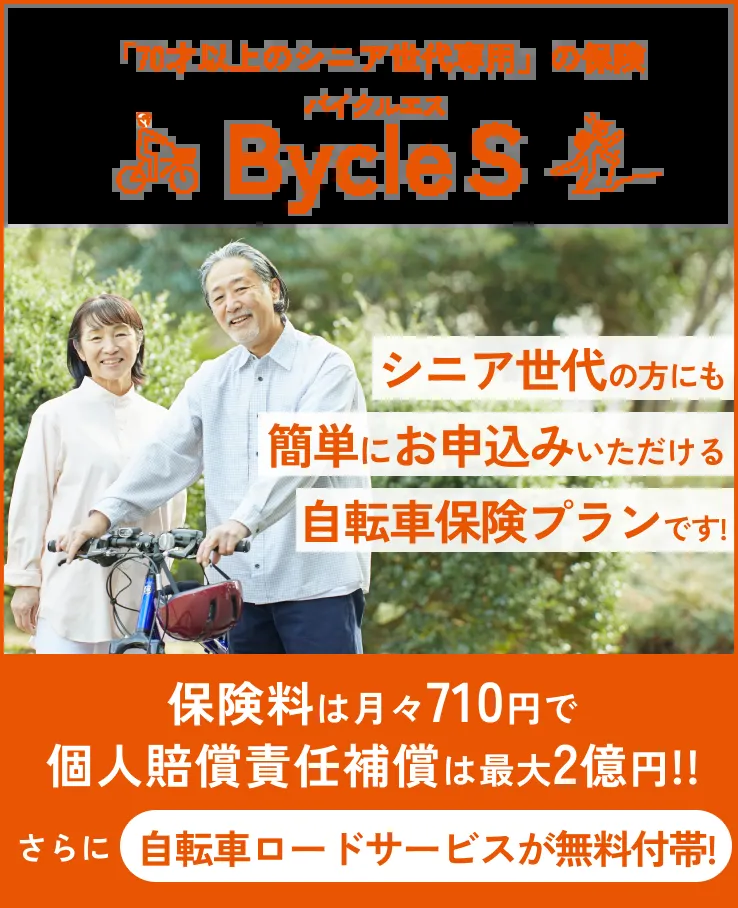 「70才以上のシニア世代専用」の保険
バイクルエス
Bycle S
シニア世代の方にも
簡単にお申込みいただける
自転車保険プランです!
保険料は月々710円で
個人賠償責任補償は最大2億円!!
さらに 自転車ロードサービスが無料付帯!